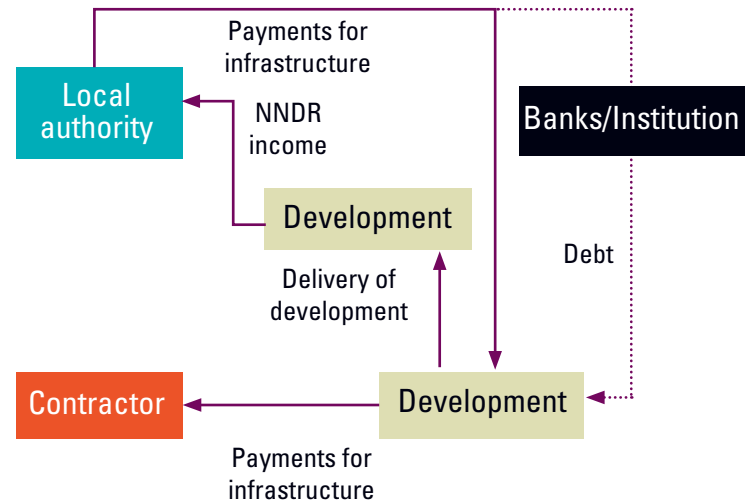 Payments for
infrastructure
Local
authority
NNDR
income
Banks/Institution
Development
Debt
Delivery of
development
Contractor
Development
Payments for
infrastructure